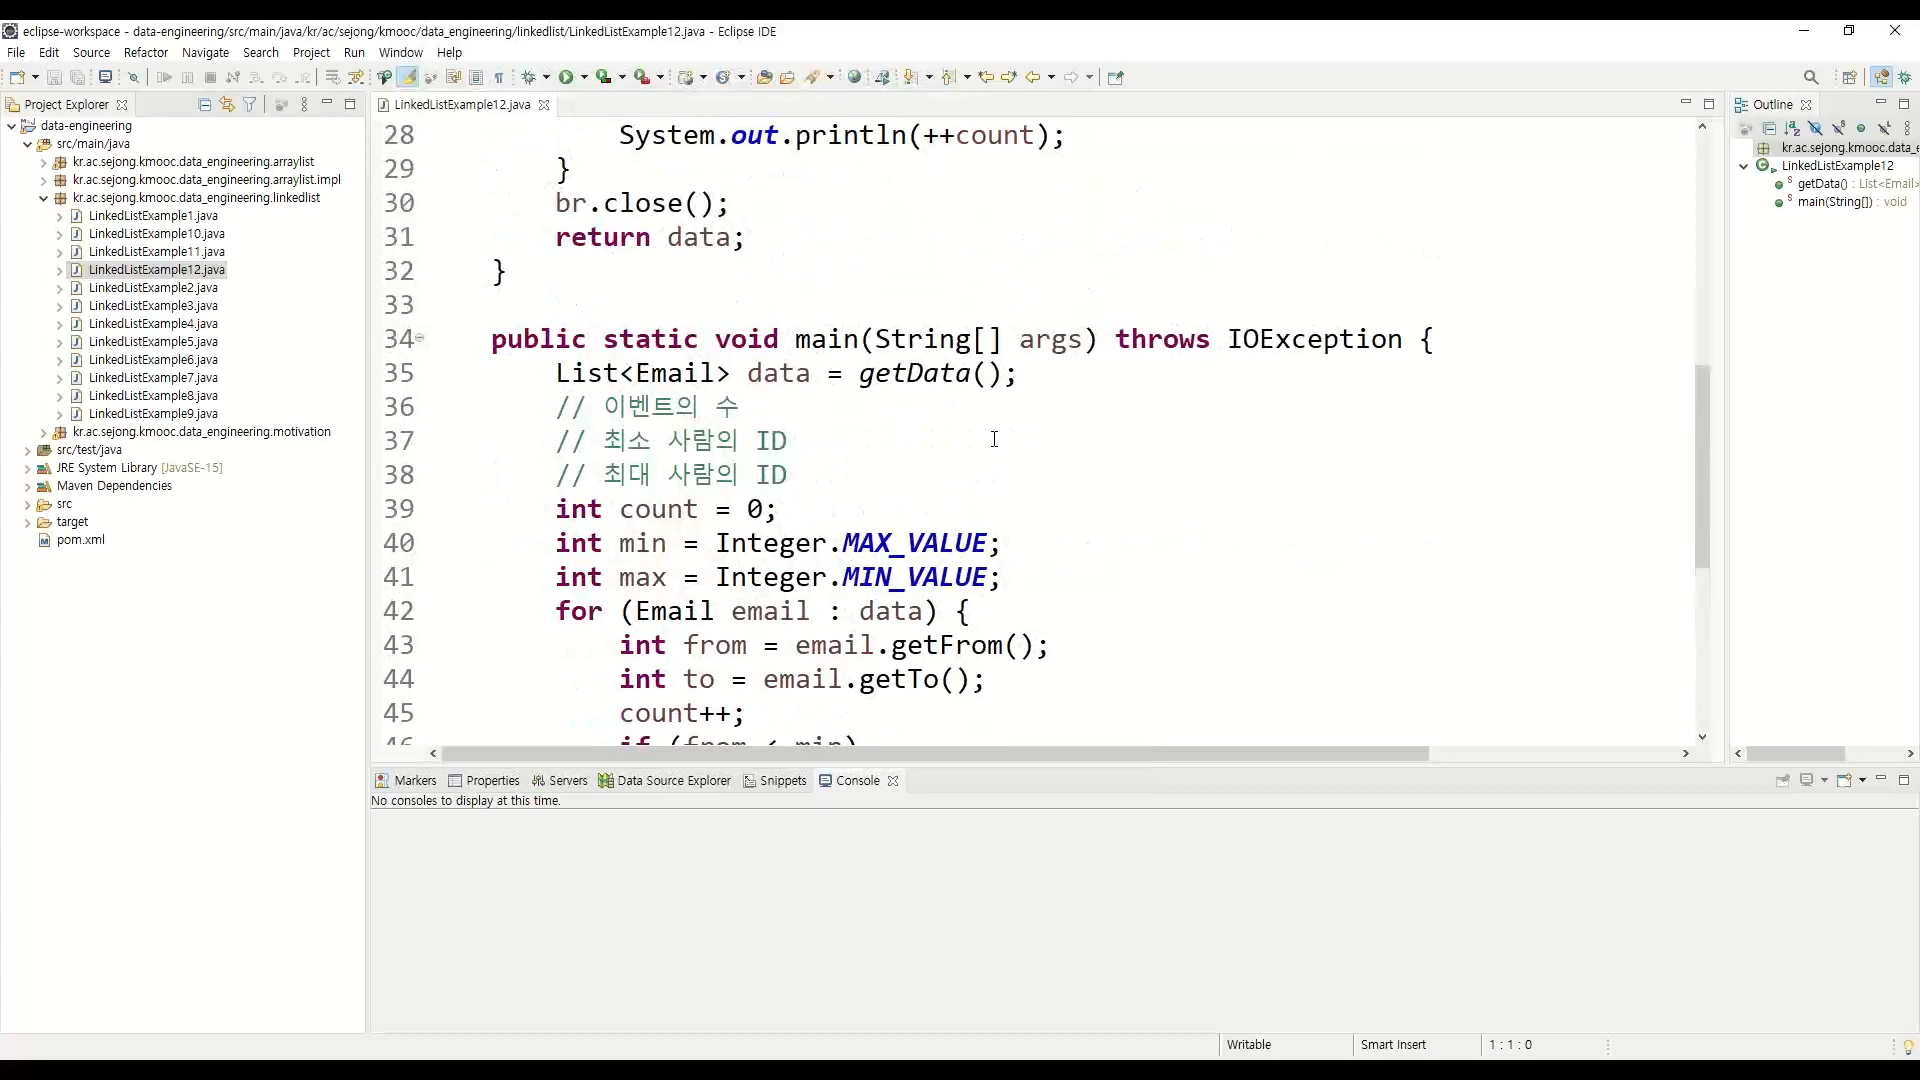 eclipse-workspace - data-engineering/src/main/java/kr/ac/sejong/kmooc/data_engineering/linkedlist/LinkedListExample12.java - Eclipse IDE
File Edit Source Refactor Navigate Search Project Run Window Help
Project Explorer
data-engineering
src/main/java
kr.ac.sejong.kmooc.data_engineering.arraylist
kr.ac.sejong.kmooc.data_engineering.arraylist.impl
kr.ac.sejong.kmooc.data_engineering.linkedlist
LinkedListExample1.java
LinkedListExample10.java
LinkedListExample11.java
LinkedListExample12.java
LinkedListExample2.java
LinkedListExample3.java
LinkedListExample4.java
LinkedListExample5.java
LinkedListExample6.java
LinkedListExample7.java
LinkedListExample8.java
LinkedListExample9.java
kr.ac.sejong.kmooc.data_engineering.motivation
src/test/java
JRE System Library [JavaSE-15]
Maven Dependencies
src
target
pom.xml
LinkedListExample12.java
28 System.out.println(++count);
29 }
30 br.close();
31 return data;
32 }
33
34 public static void main(String[] args) throws IOException {
35 List<Email> data = getData();
36 // 이벤트의 수
37 // 최소 사람의 ID
38 // 최대 사람의 ID
39 int count = 0;
40 int min = Integer.MAX_VALUE;
41 int max = Integer.MIN_VALUE;
42 for (Email email : data) {
43 int from = email.getFrom();
44 int to = email.getTo();
45 count++;
46 if (from < min)
Outline
kr.ac.sejong.kmooc.data_e
LinkedListExample12
getData() : List<Email>
main(String[]) : void
Markers Properties Servers Data Source Explorer Snippets Console
No consoles to display at this time.
Writable Smart Insert 1 : 1 : 0